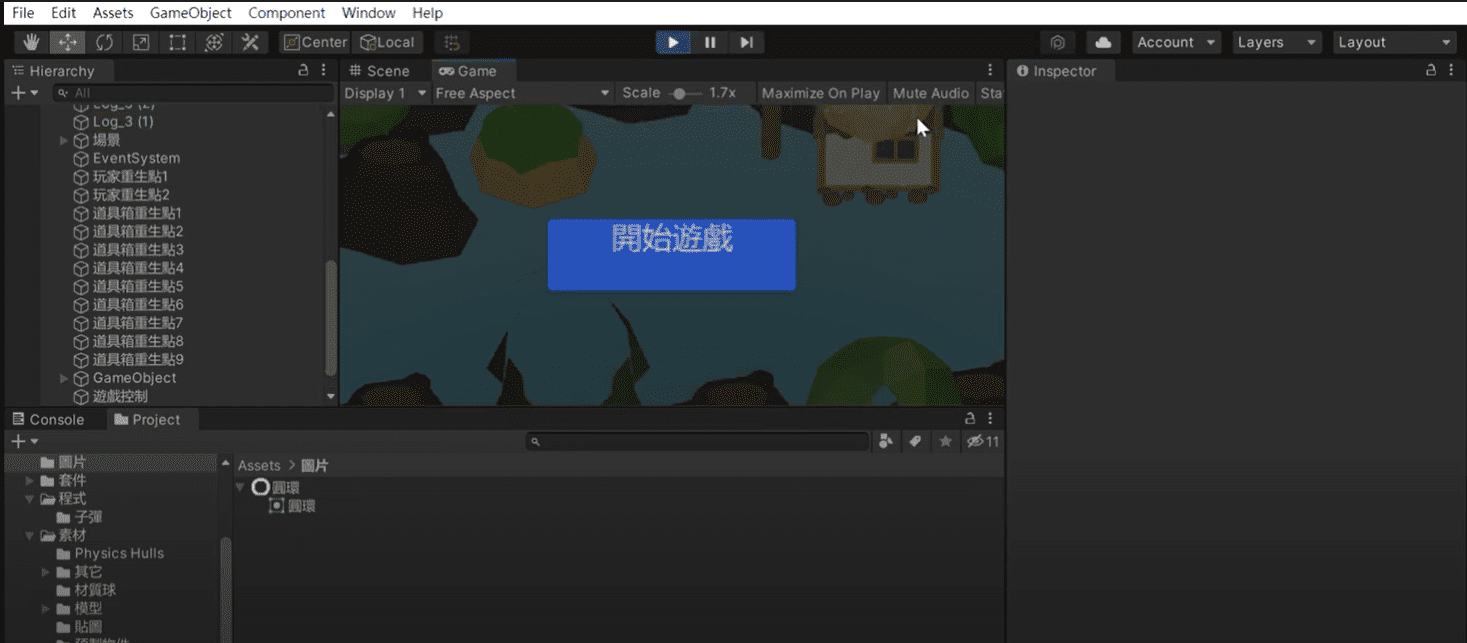 File Edit Assets GameObject Component Window Help
Center Local Account Layers Layout
Hierarchy Scene Game Inspector
All Display 1 Free Aspect Scale 1.7x Maximize On Play Mute Audio Sta
Log_3 (2)
Log_3 (1)
場景
EventSystem
玩家重生點1
玩家重生點2
道具箱重生點1
道具箱重生點2
道具箱重生點3
道具箱重生點4
道具箱重生點5
道具箱重生點6
道具箱重生點7
道具箱重生點8
道具箱重生點9
GameObject
遊戲控制
開始遊戲
Console Project
11
圖片
套件
程式
子彈
素材
Physics Hulls
其它
材質球
模型
貼圖
預製物件
Assets > 圖片
圓環
圓環